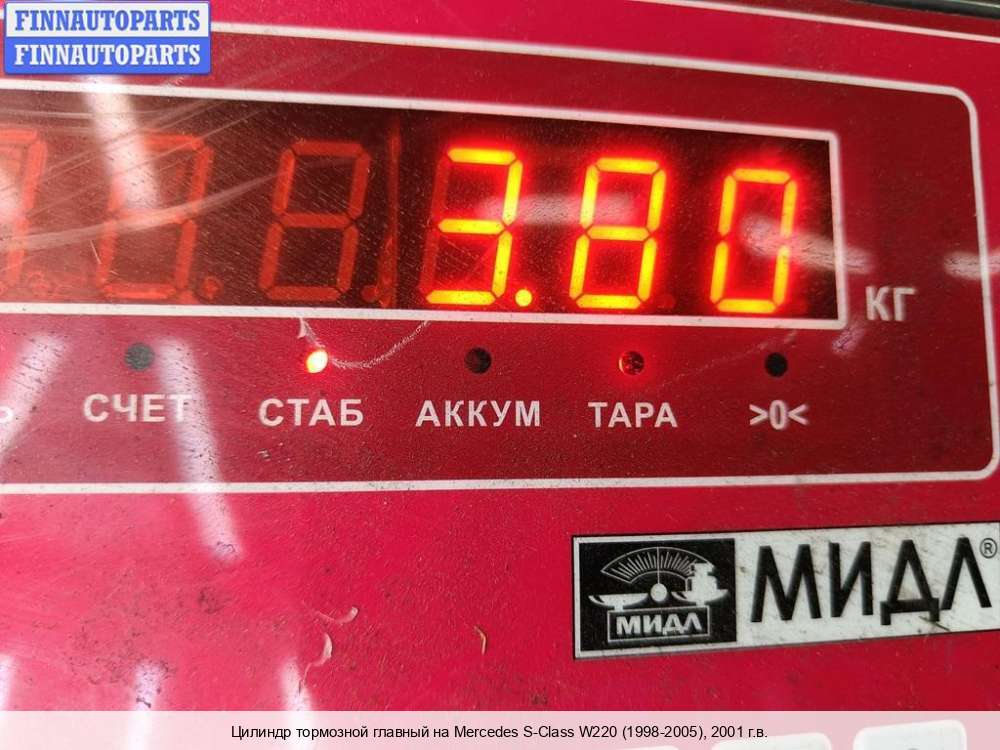 FINNAUTOPARTS
FINNAUTOPARTS
3.80
КГ
Ь СЧЕТ СТАБ АККУМ ТАРА >0<
МИДЛ МИДЛ®
Цилиндр тормозной главный на Mercedes S-Class W220 (1998-2005), 2001 г.в.